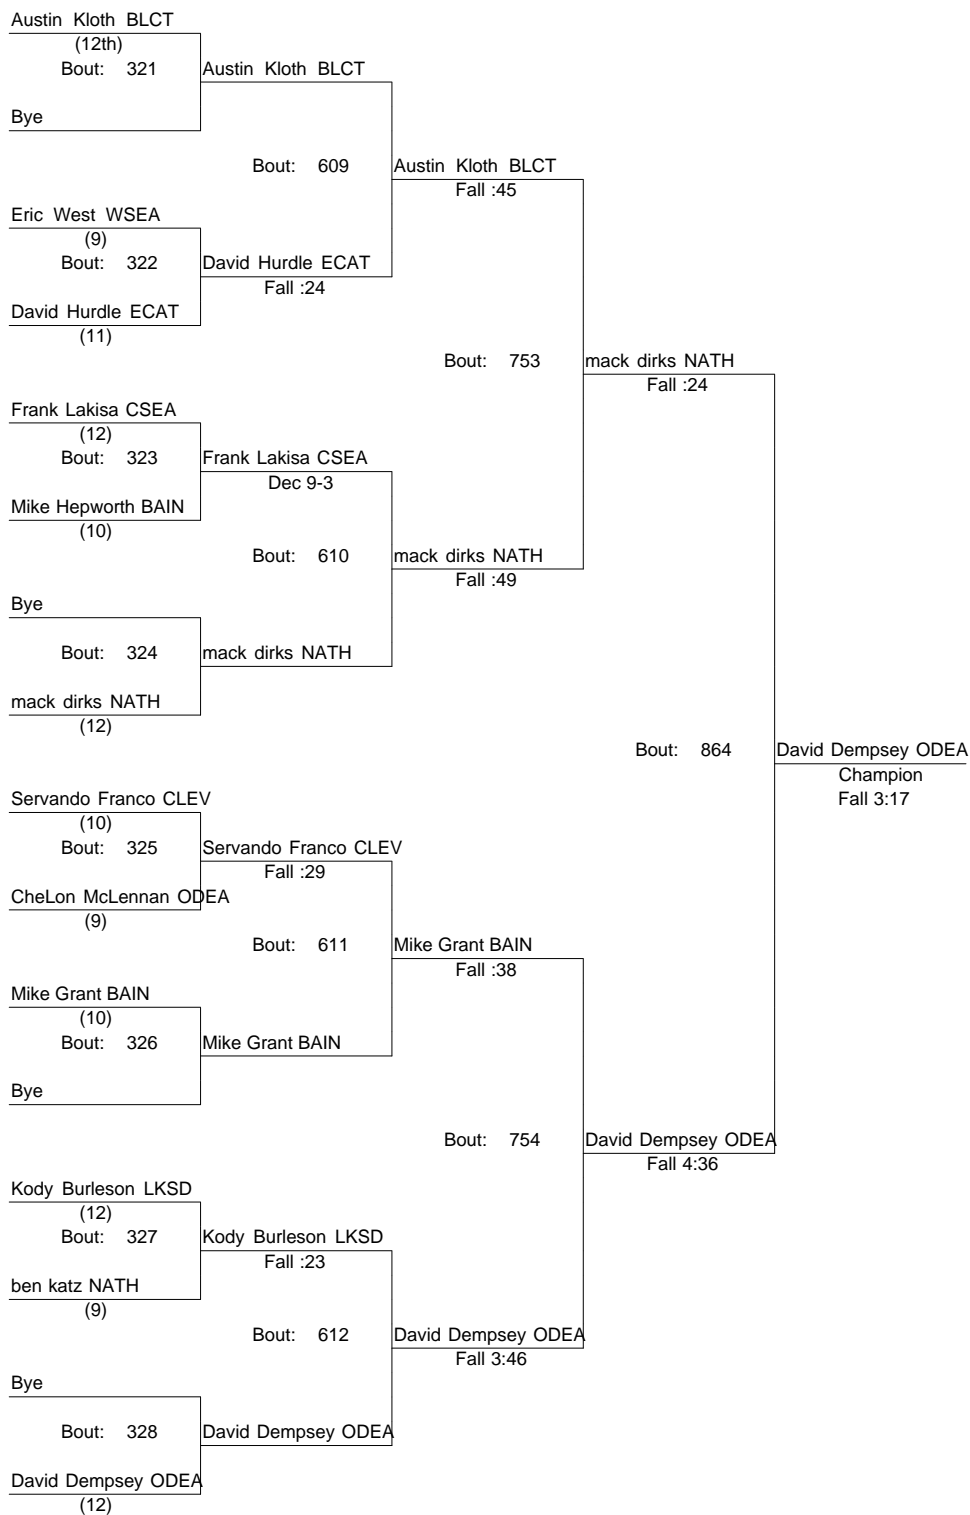 Austin Kloth BLCT
(12th)
Bout: 321
Austin Kloth BLCT
Bye
Bout: 609
Austin Kloth BLCT
Fall :45
Eric West WSEA
(9)
Bout: 322
David Hurdle ECAT
Fall :24
David Hurdle ECAT
(11)
Bout: 753
mack dirks NATH
Fall :24
Frank Lakisa CSEA
(12)
Bout: 323
Frank Lakisa CSEA
Dec 9-3
Mike Hepworth BAIN
(10)
Bout: 610
mack dirks NATH
Fall :49
Bye
Bout: 324
mack dirks NATH
mack dirks NATH
(12)
Bout: 864
David Dempsey ODEA
Champion
Fall 3:17
Servando Franco CLEV
(10)
Bout: 325
Servando Franco CLEV
Fall :29
CheLon McLennan ODEA
(9)
Bout: 611
Mike Grant BAIN
Fall :38
Mike Grant BAIN
(10)
Bout: 326
Mike Grant BAIN
Bye
Bout: 754
David Dempsey ODEA
Fall 4:36
Kody Burleson LKSD
(12)
Bout: 327
Kody Burleson LKSD
Fall :23
ben katz NATH
(9)
Bout: 612
David Dempsey ODEA
Fall 3:46
Bye
Bout: 328
David Dempsey ODEA
David Dempsey ODEA
(12)